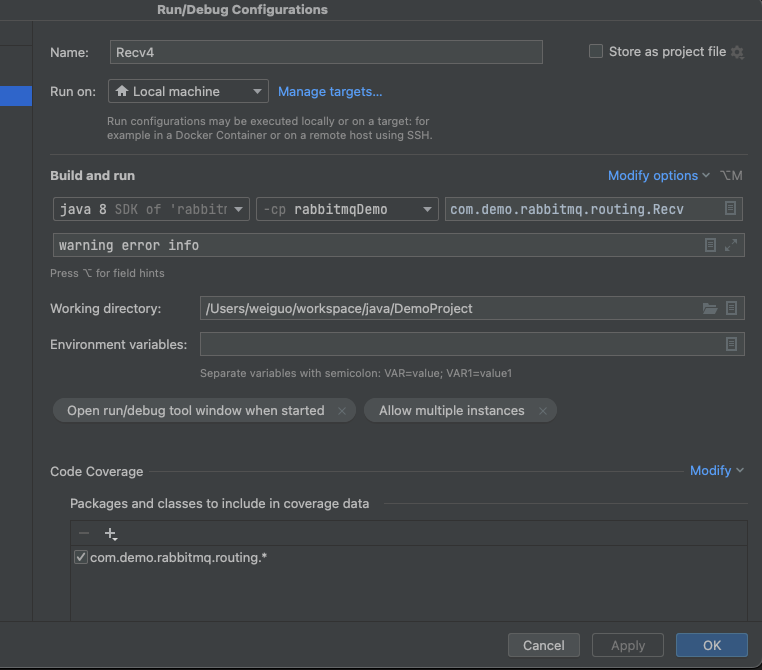 Run/Debug Configurations
Name: Recv4 Store as project file
Run on: Local machine Manage targets...
Run configurations may be executed locally or on a target: for
example in a Docker Container or on a remote host using SSH.
Build and run Modify options ⌥M
java 8 SDK of 'rabbitm -cp rabbitmqDemo com.demo.rabbitmq.routing.Recv
warning error info
Press ⌥ for field hints
Working directory: /Users/weiguo/workspace/java/DemoProject
Environment variables:
Separate variables with semicolon: VAR=value; VAR1=value1
Open run/debug tool window when started × Allow multiple instances ×
Code Coverage Modify
Packages and classes to include in coverage data
com.demo.rabbitmq.routing.*
Cancel Apply OK